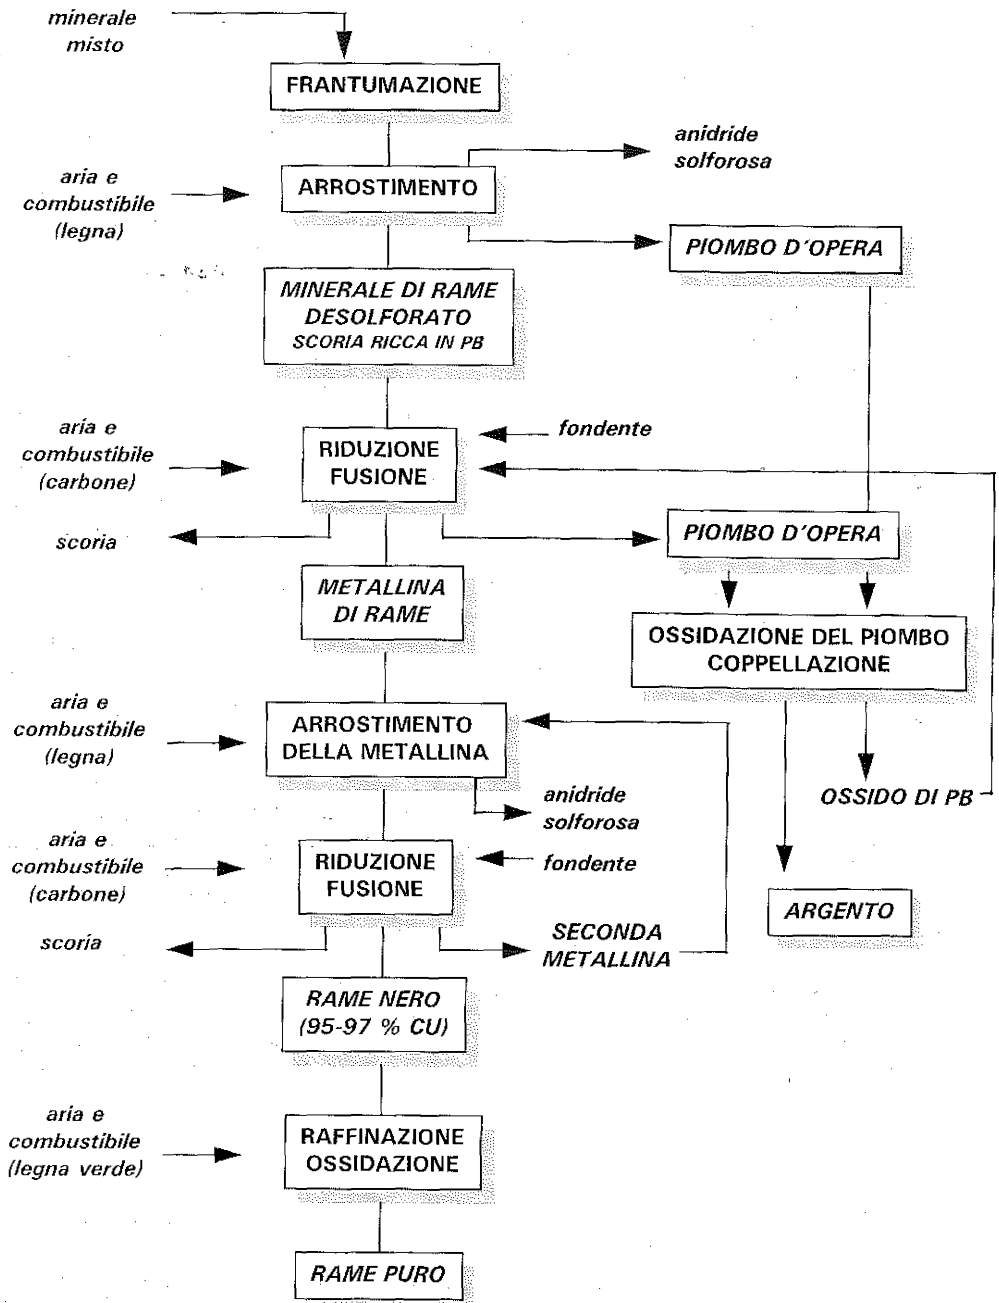 minerale
misto
FRANTUMAZIONE
anidride
solforosa
aria e
combustibile
(legna)
ARROSTIMENTO
PIOMBO D'OPERA
MINERALE DI RAME
DESOLFORATO
SCORIA RICCA IN PB
aria e
combustibile
(carbone)
RIDUZIONE
FUSIONE
fondente
scoria
PIOMBO D'OPERA
METALLINA
DI RAME
OSSIDAZIONE DEL PIOMBO
COPPELLAZIONE
aria e
combustibile
(legna)
ARROSTIMENTO
DELLA METALLINA
anidride
solforosa
OSSIDO DI PB
aria e
combustibile
(carbone)
RIDUZIONE
FUSIONE
fondente
ARGENTO
scoria
SECONDA
METALLINA
RAME NERO
(95-97 % CU)
aria e
combustibile
(legna verde)
RAFFINAZIONE
OSSIDAZIONE
RAME PURO